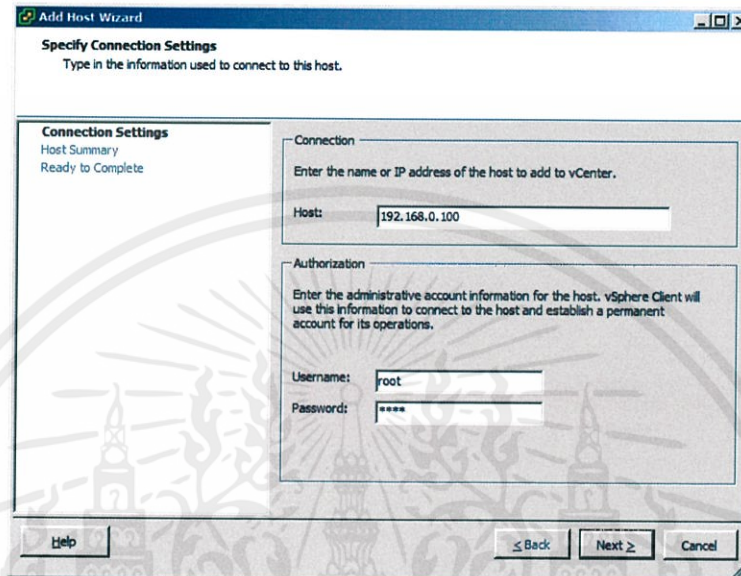 Add Host Wizard
Specify Connection Settings
Type in the information used to connect to this host.
Connection Settings
Host Summary
Ready to Complete
Connection
Enter the name or IP address of the host to add to vCenter.
Host: 192.168.0.100
Authorization
Enter the administrative account information for the host. vSphere Client will
use this information to connect to the host and establish a permanent
account for its operations.
Username: root
Password: ****
Help
≤ Back
Next ≥
Cancel